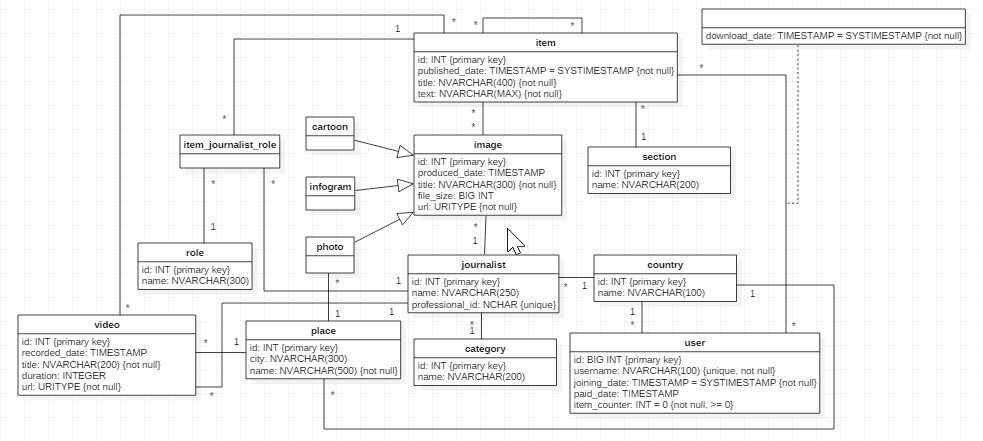 download_date: TIMESTAMP = SYSTIMESTAMP {not null}
item
id: INT {primary key}
published_date: TIMESTAMP = SYSTIMESTAMP {not null}
title: NVARCHAR(400) {not null}
text: NVARCHAR(MAX) {not null}
1
*
*
*
*
*
*
*
*
1
item_journalist_role
*
*
cartoon
infogram
photo
*
image
id: INT {primary key}
produced_date: TIMESTAMP
title: NVARCHAR(300) {not null}
file_size: BIG INT
url: URITYPE {not null}
*
1
section
id: INT {primary key}
name: NVARCHAR(200)
1
role
id: INT {primary key}
name: NVARCHAR(300)
1
1
journalist
id: INT {primary key}
name: NVARCHAR(250)
professional_id: NCHAR {unique}
*
1
country
id: INT {primary key}
name: NVARCHAR(100)
1
1
*
*
*
video
id: INT {primary key}
recorded_date: TIMESTAMP
title: NVARCHAR(200) {not null}
duration: INTEGER
url: URITYPE {not null}
*
1
*
1
place
id: INT {primary key}
city: NVARCHAR(300)
name: NVARCHAR(500) {not null}
*
*
1
category
id: INT {primary key}
name: NVARCHAR(200)
user
id: BIG INT {primary key}
username: NVARCHAR(100) {unique, not null}
joining_date: TIMESTAMP = SYSTIMESTAMP {not null}
paid_date: TIMESTAMP
item_counter: INT = 0 {not null, >= 0}